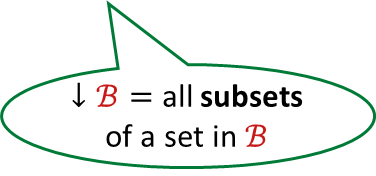 ↓ ℬ = all subsets
of a set in ℬ